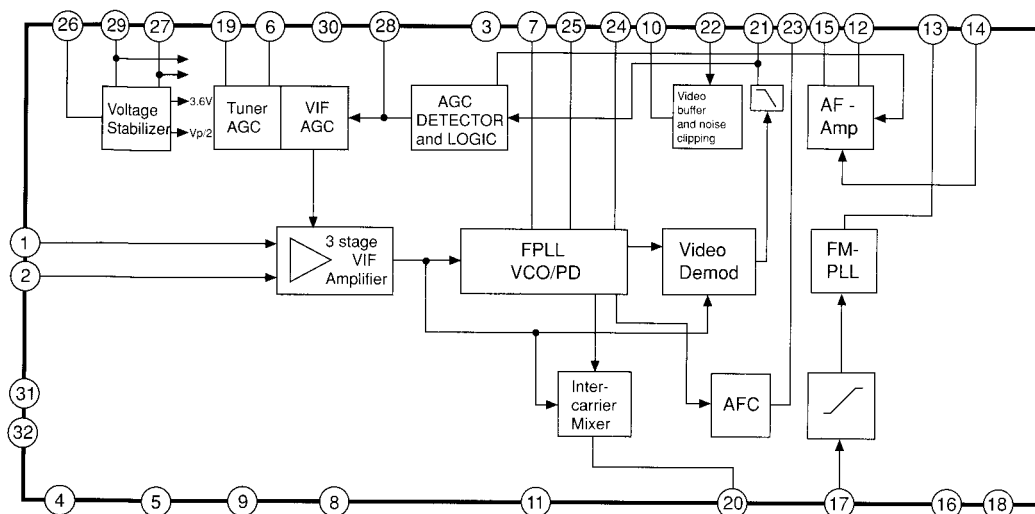 26 29 27 19 6 30 28 3 7 25 24 10 22 21 23 15 12 13 14
Voltage
Stabilizer
3.6V
Vp/2
Tuner
AGC
VIF
AGC
AGC
DETECTOR
and LOGIC
Video
buffer
and noise
clipping
AF -
Amp
1
2
3 stage
VIF
Amplifier
FPLL
VCO/PD
Video
Demod
FM-
PLL
31
32
Inter-
carrier
Mixer
AFC
4 5 9 8 11 20 17 16 18